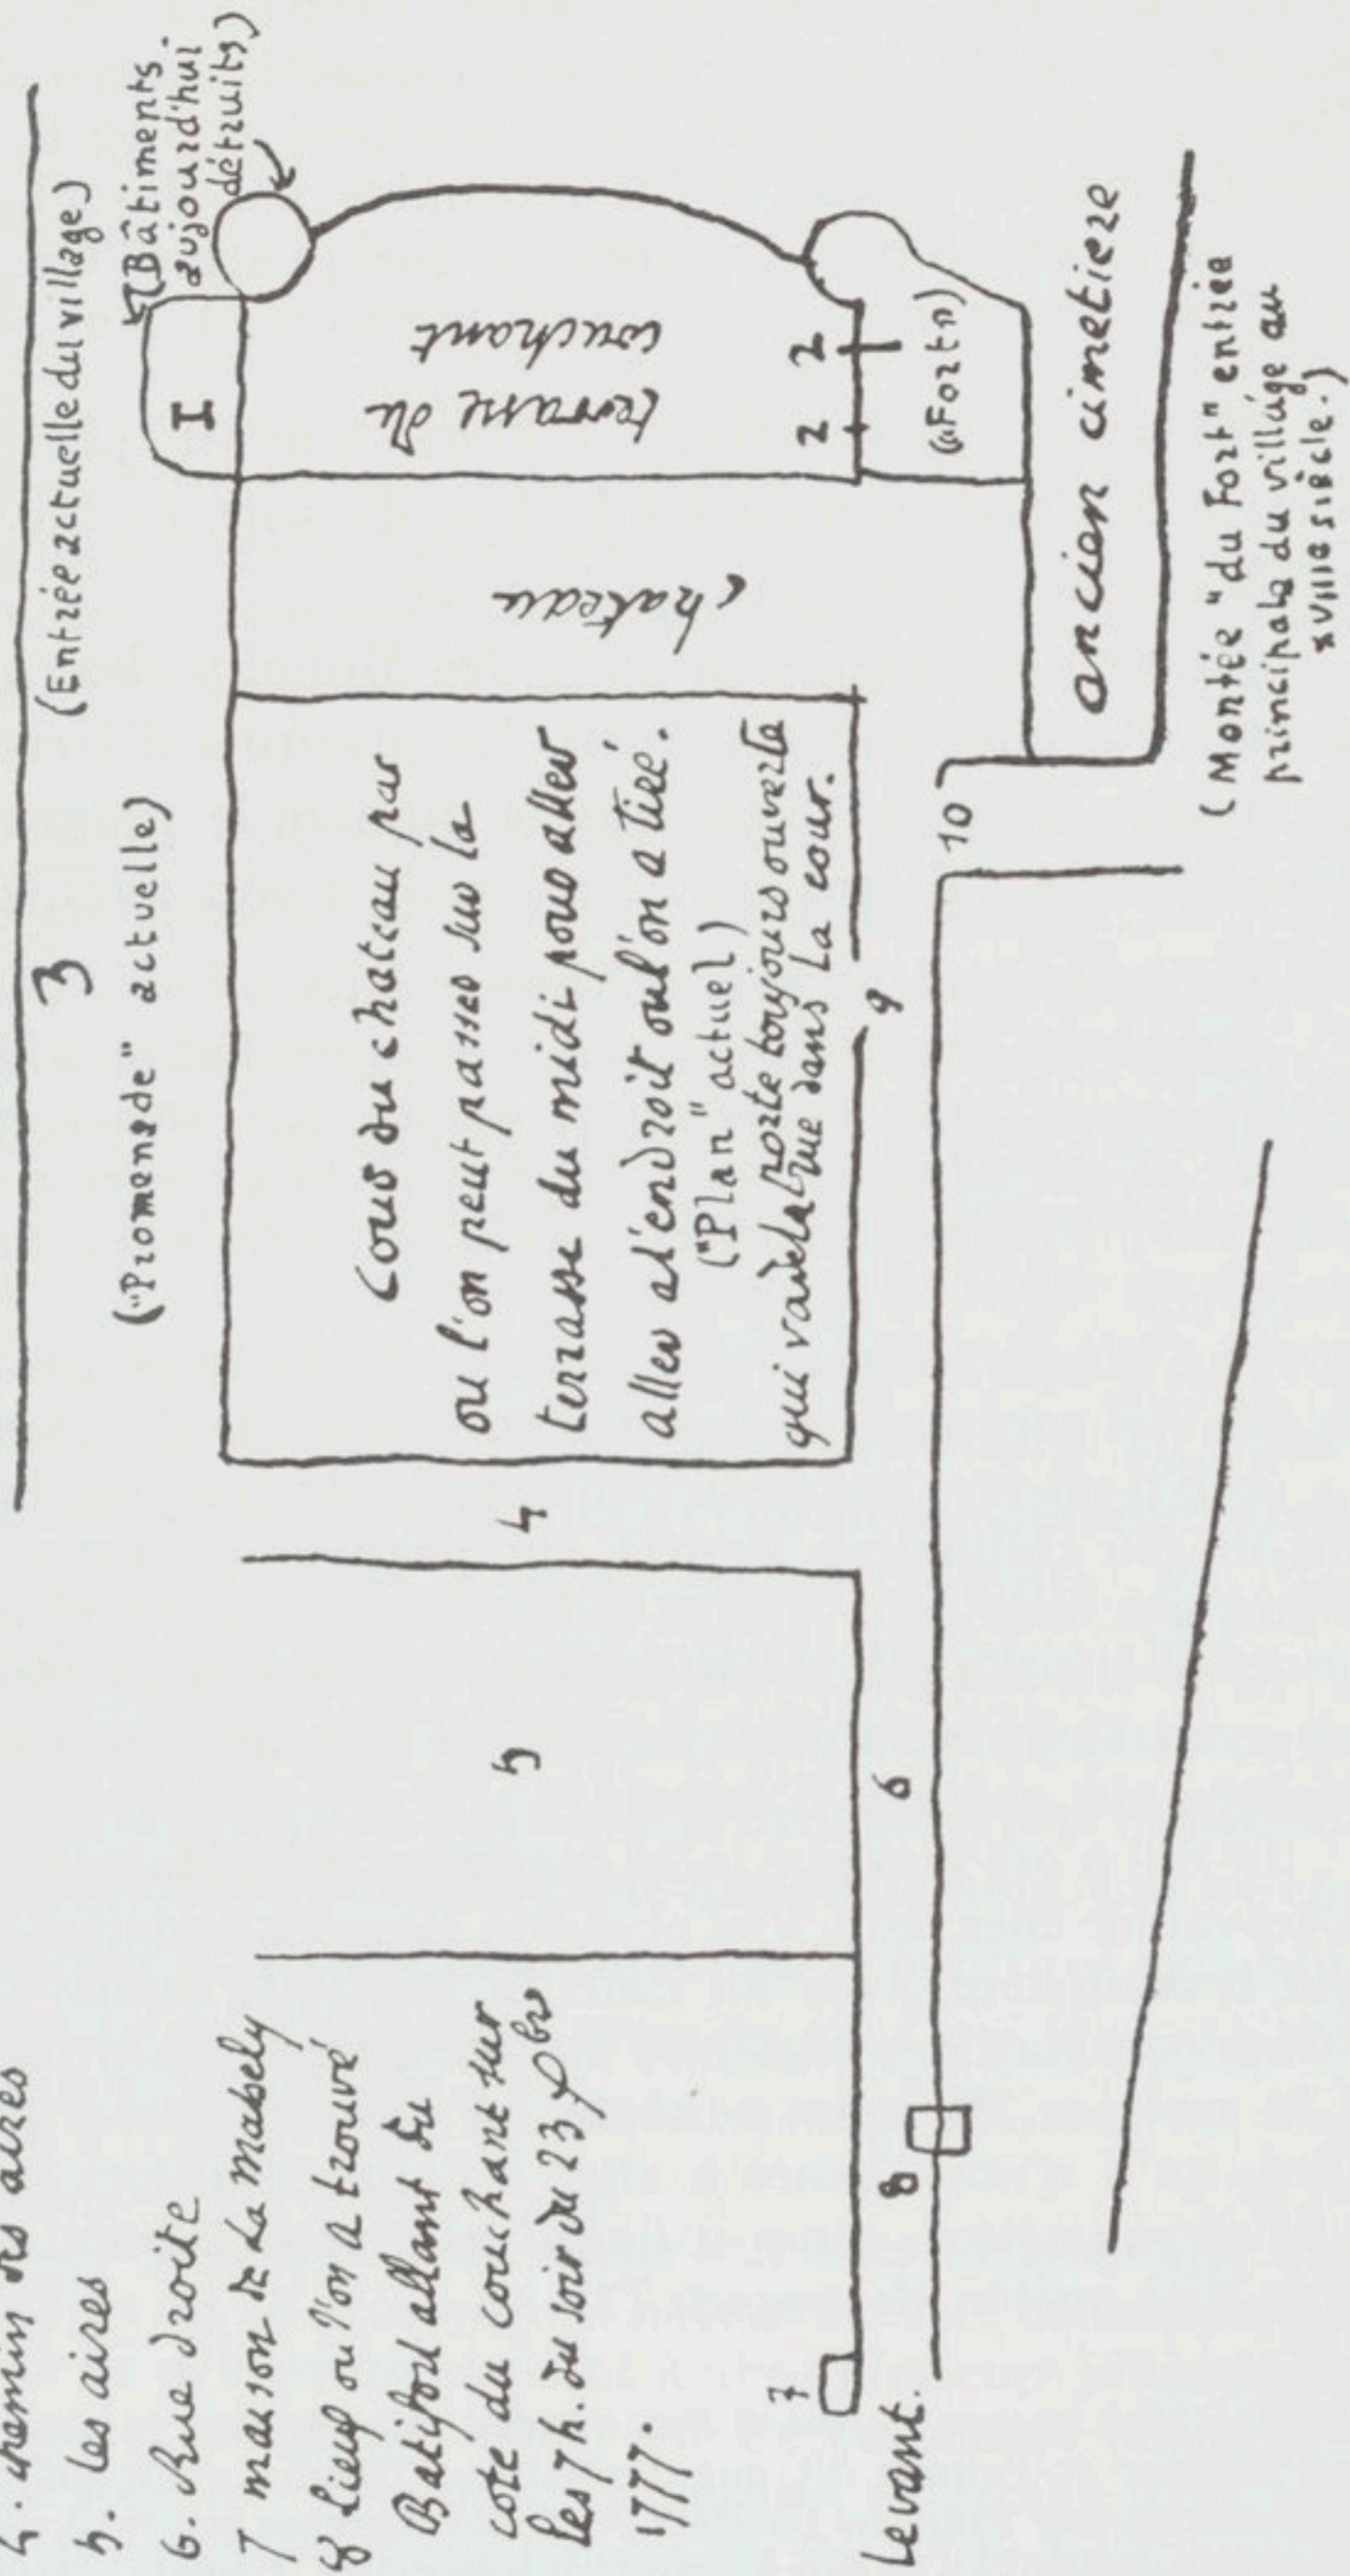 4. chemin des aires
5. les aires
6. Rue droite
7 maison de La Mabely
8 Lieu ou l'on a trouvé
Batifou allant du
coté du couchant sur
les 7 h. du soir du 23 7bre
1777.
3
(Entrée actuelle du village)
("Promenade" actuelle)
(Bâtiments
aujourd'hui
détruits)
I
terrasse du
couchant
2 2
("Fort")
chateau
Cour du chateau par
ou l'on peut passer sur la
terrasse du midi pour aller
aller a l'endroit ou l'on a tiré.
("Plan" actuel)
porte toujours ouverte
qui va de la rue dans la cour.
4
5
6
7
8
9
10
Levant.
ancien cimetiere
(Montée "du Fort" entrée
principale du village au
XVIIIe siècle.)